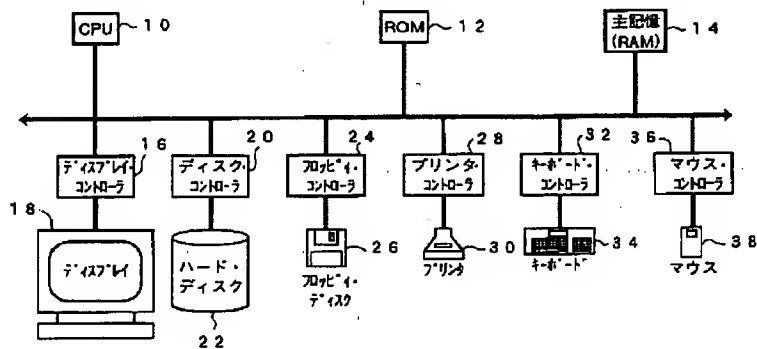 CPU
10
ROM
12
主記憶
(RAM)
14
ﾃﾞｨｽﾌﾟﾚｲ･
ｺﾝﾄﾛｰﾗ
16
ディスク・
ｺﾝﾄﾛｰﾗ
20
ﾌﾛｯﾋﾟｨ･
ｺﾝﾄﾛｰﾗ
24
プリンタ・
ｺﾝﾄﾛｰﾗ
28
ｷｰﾎﾞｰﾄﾞ･
ｺﾝﾄﾛｰﾗ
32
マウス・
ｺﾝﾄﾛｰﾗ
36
18
ﾃﾞｨｽﾌﾟﾚｲ
ハード・
ディスク
22
26
ﾌﾛｯﾋﾟｨ･
ﾃﾞｨｽｸ
30
ﾌﾟﾘﾝﾀ
34
ｷｰﾎﾞｰﾄﾞ
38
マウス